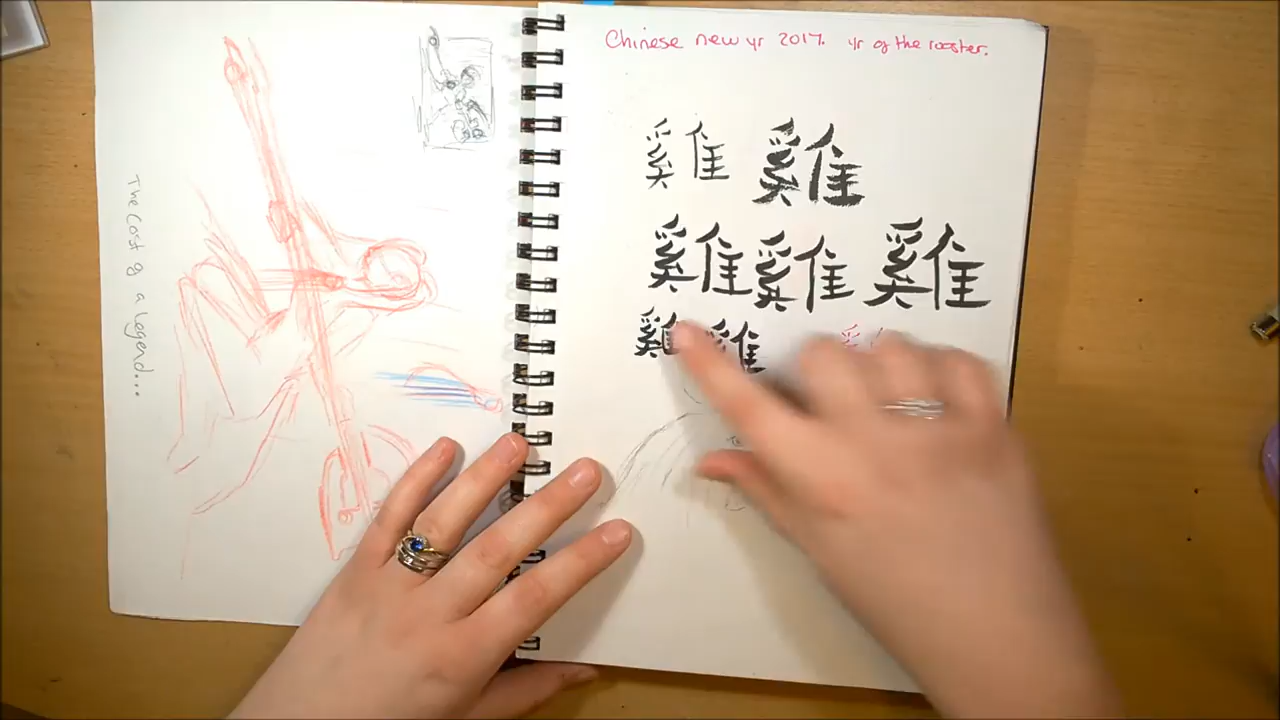 The Cost of a Legend...
Chinese new yr 2017. yr of the rooster.
雞 雞
雞 雞 雞
雞 雞